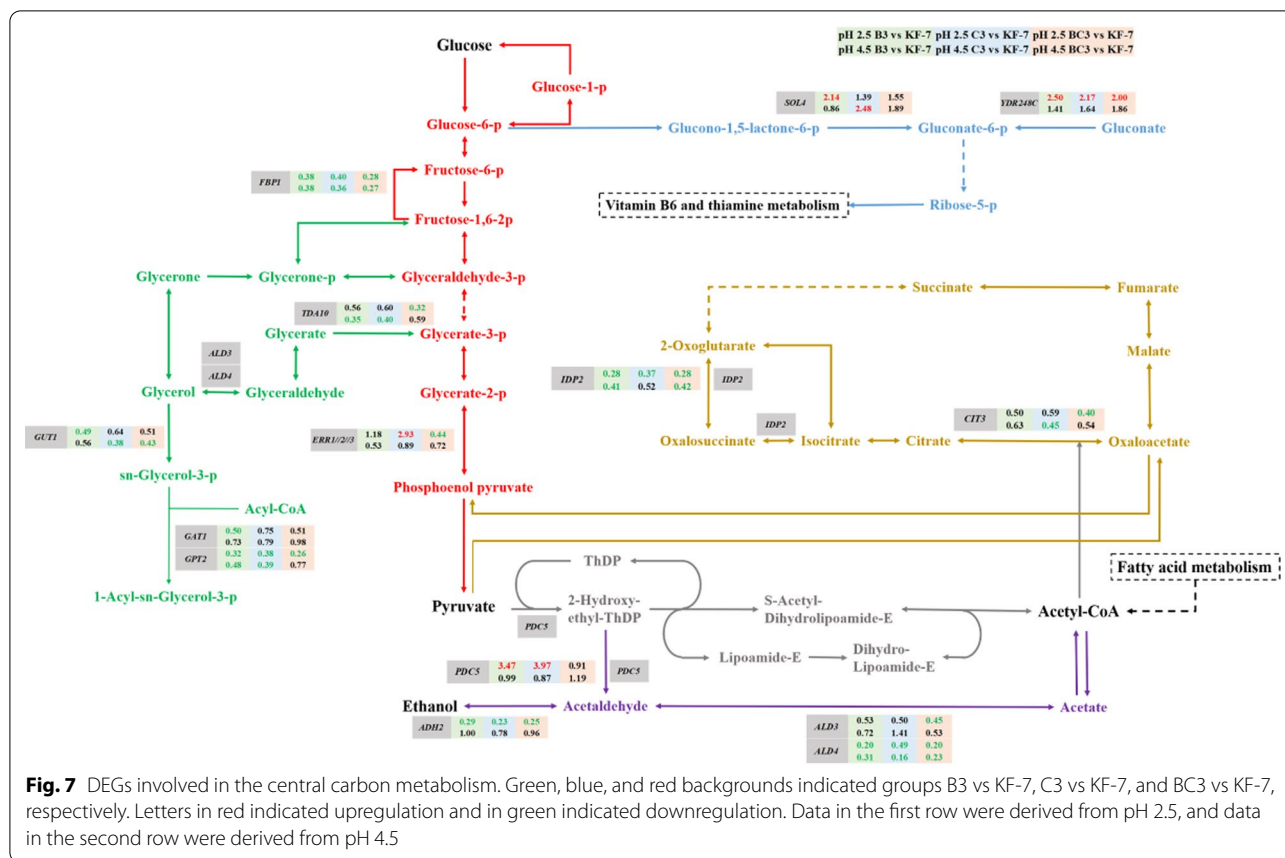 pH 2.5 B3 vs KF-7 pH 2.5 C3 vs KF-7 pH 2.5 BC3 vs KF-7
pH 4.5 B3 vs KF-7 pH 4.5 C3 vs KF-7 pH 4.5 BC3 vs KF-7
Glucose
Glucose-1-p
SOL4 2.14 1.39 1.55
0.86 2.48 1.89
YDR248C 2.50 2.17 2.00
1.41 1.64 1.86
Glucose-6-p
Glucono-1,5-lactone-6-p
Gluconate-6-p
Gluconate
FBP1 0.38 0.40 0.28
0.38 0.36 0.27
Fructose-6-p
Vitamin B6 and thiamine metabolism
Ribose-5-p
Fructose-1,6-2p
Glycerone
Glycerone-p
Glyceraldehyde-3-p
Succinate
Fumarate
TDA10 0.56 0.60 0.32
0.35 0.40 0.59
Glycerate
Glycerate-3-p
2-Oxoglutarate
Malate
ALD3
ALD4
IDP2 0.28 0.37 0.28
0.41 0.52 0.42
IDP2
Glycerol
Glyceraldehyde
Glycerate-2-p
CIT3 0.50 0.59 0.40
0.63 0.45 0.54
GUT1 0.49 0.64 0.51
0.56 0.38 0.43
ERR1//2//3 1.18 2.93 0.44
0.53 0.89 0.72
IDP2
Oxalosuccinate
Isocitrate
Citrate
Oxaloacetate
sn-Glycerol-3-p
Phosphoenol pyruvate
Acyl-CoA
GAT1 0.50 0.75 0.51
0.73 0.79 0.98
GPT2 0.32 0.38 0.26
0.48 0.39 0.77
ThDP
Fatty acid metabolism
1-Acyl-sn-Glycerol-3-p
Pyruvate
2-Hydroxy-
ethyl-ThDP
S-Acetyl-
Dihydrolipoamide-E
Acetyl-CoA
PDC5
Lipoamide-E
Dihydro-
Lipoamide-E
PDC5 3.47 3.97 0.91
0.99 0.87 1.19
PDC5
Ethanol
Acetaldehyde
Acetate
ADH2 0.29 0.23 0.25
1.00 0.78 0.96
ALD3 0.53 0.50 0.45
0.72 1.41 0.53
ALD4 0.20 0.49 0.20
0.31 0.16 0.23
Fig. 7 DEGs involved in the central carbon metabolism. Green, blue, and red backgrounds indicated groups B3 vs KF-7, C3 vs KF-7, and BC3 vs KF-7,
respectively. Letters in red indicated upregulation and in green indicated downregulation. Data in the first row were derived from pH 2.5, and data
in the second row were derived from pH 4.5